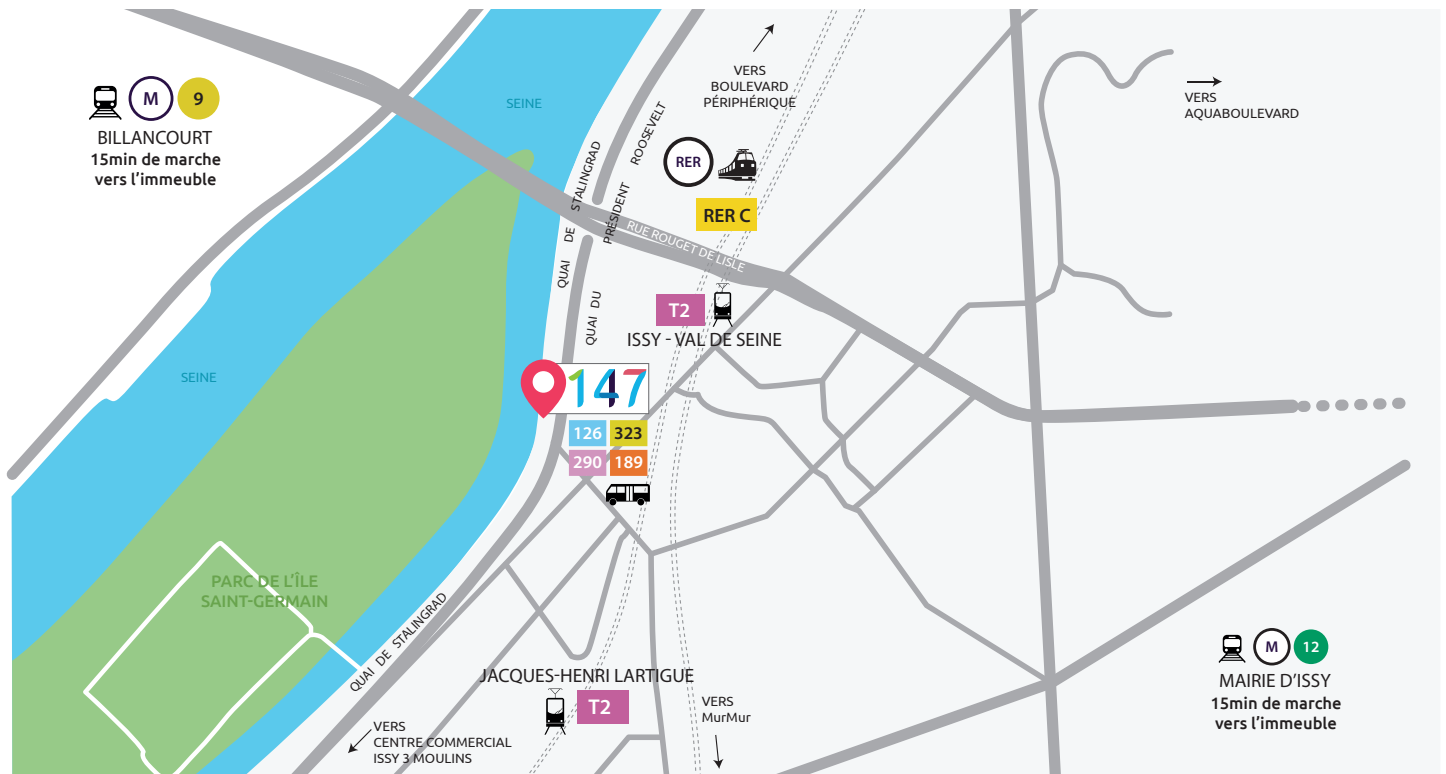 M
9
BILLANCOURT
15min de marche
vers l'immeuble
SEINE
VERS
BOULEVARD
PÉRIPHÉRIQUE
VERS
AQUABOULEVARD
RER
RER C
QUAI DE STALINGRAD
QUAI DU PRÉSIDENT ROOSEVELT
RUE ROUGET DE LISLE
T2
ISSY - VAL DE SEINE
SEINE
147
126 323
290 189
PARC DE L'ÎLE
SAINT-GERMAIN
QUAI DE STALINGRAD
JACQUES-HENRI LARTIGUE
T2
VERS
CENTRE COMMERCIAL
ISSY 3 MOULINS
VERS
MurMur
M
12
MAIRIE D'ISSY
15min de marche
vers l'immeuble